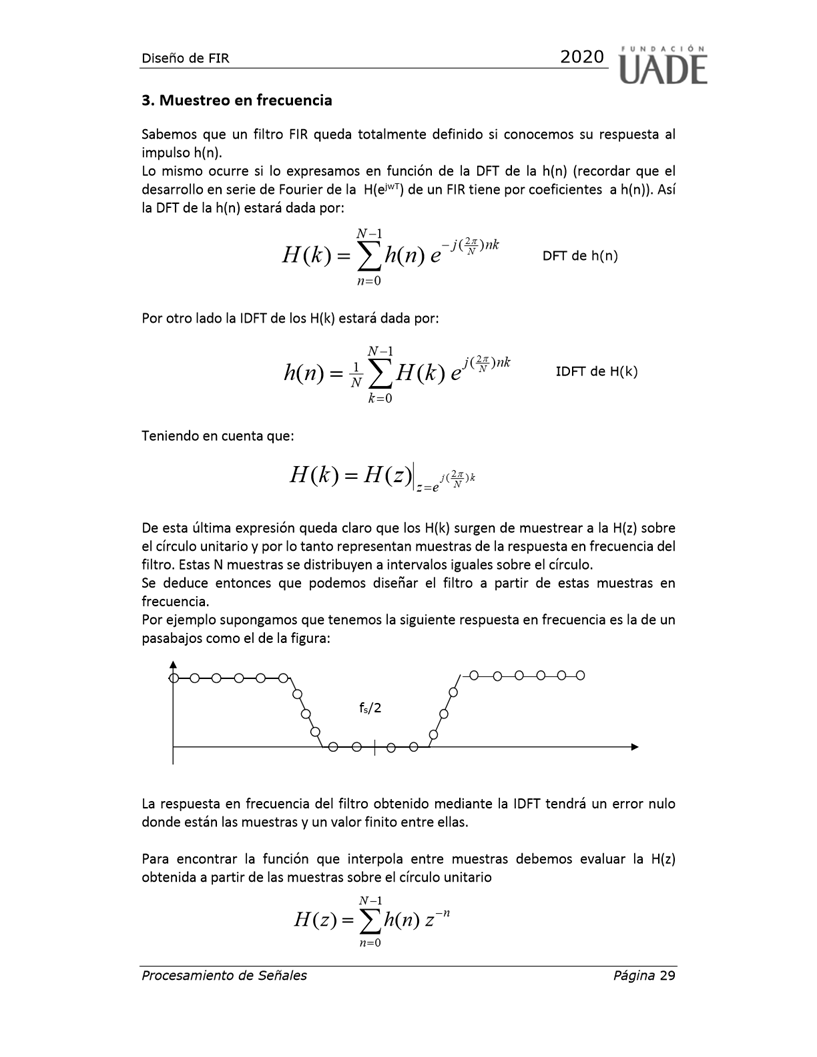 Diseño de FIR 2020 FUNDACIÓN UADE
3. Muestreo en frecuencia
Sabemos que un filtro FIR queda totalmente definido si conocemos su respuesta al
impulso h(n).
Lo mismo ocurre si lo expresamos en función de la DFT de la h(n) (recordar que el
desarrollo en serie de Fourier de la H(e^{jwT}) de un FIR tiene por coeficientes a h(n)). Así
la DFT de la h(n) estará dada por:
H(k) = \sum_{n=0}^{N-1} h(n) e^{-j(\frac{2\pi}{N})nk} DFT de h(n)
Por otro lado la IDFT de los H(k) estará dada por:
h(n) = \frac{1}{N} \sum_{k=0}^{N-1} H(k) e^{j(\frac{2\pi}{N})nk} IDFT de H(k)
Teniendo en cuenta que:
H(k) = H(z)|_{z=e^{j(\frac{2\pi}{N})k}}
De esta última expresión queda claro que los H(k) surgen de muestrear a la H(z) sobre
el círculo unitario y por lo tanto representan muestras de la respuesta en frecuencia del
filtro. Estas N muestras se distribuyen a intervalos iguales sobre el círculo.
Se deduce entonces que podemos diseñar el filtro a partir de estas muestras en
frecuencia.
Por ejemplo supongamos que tenemos la siguiente respuesta en frecuencia es la de un
pasabajos como el de la figura:
f_s/2
La respuesta en frecuencia del filtro obtenido mediante la IDFT tendrá un error nulo
donde están las muestras y un valor finito entre ellas.
Para encontrar la función que interpola entre muestras debemos evaluar la H(z)
obtenida a partir de las muestras sobre el círculo unitario
H(z) = \sum_{n=0}^{N-1} h(n) z^{-n}
Procesamiento de Señales Página 29